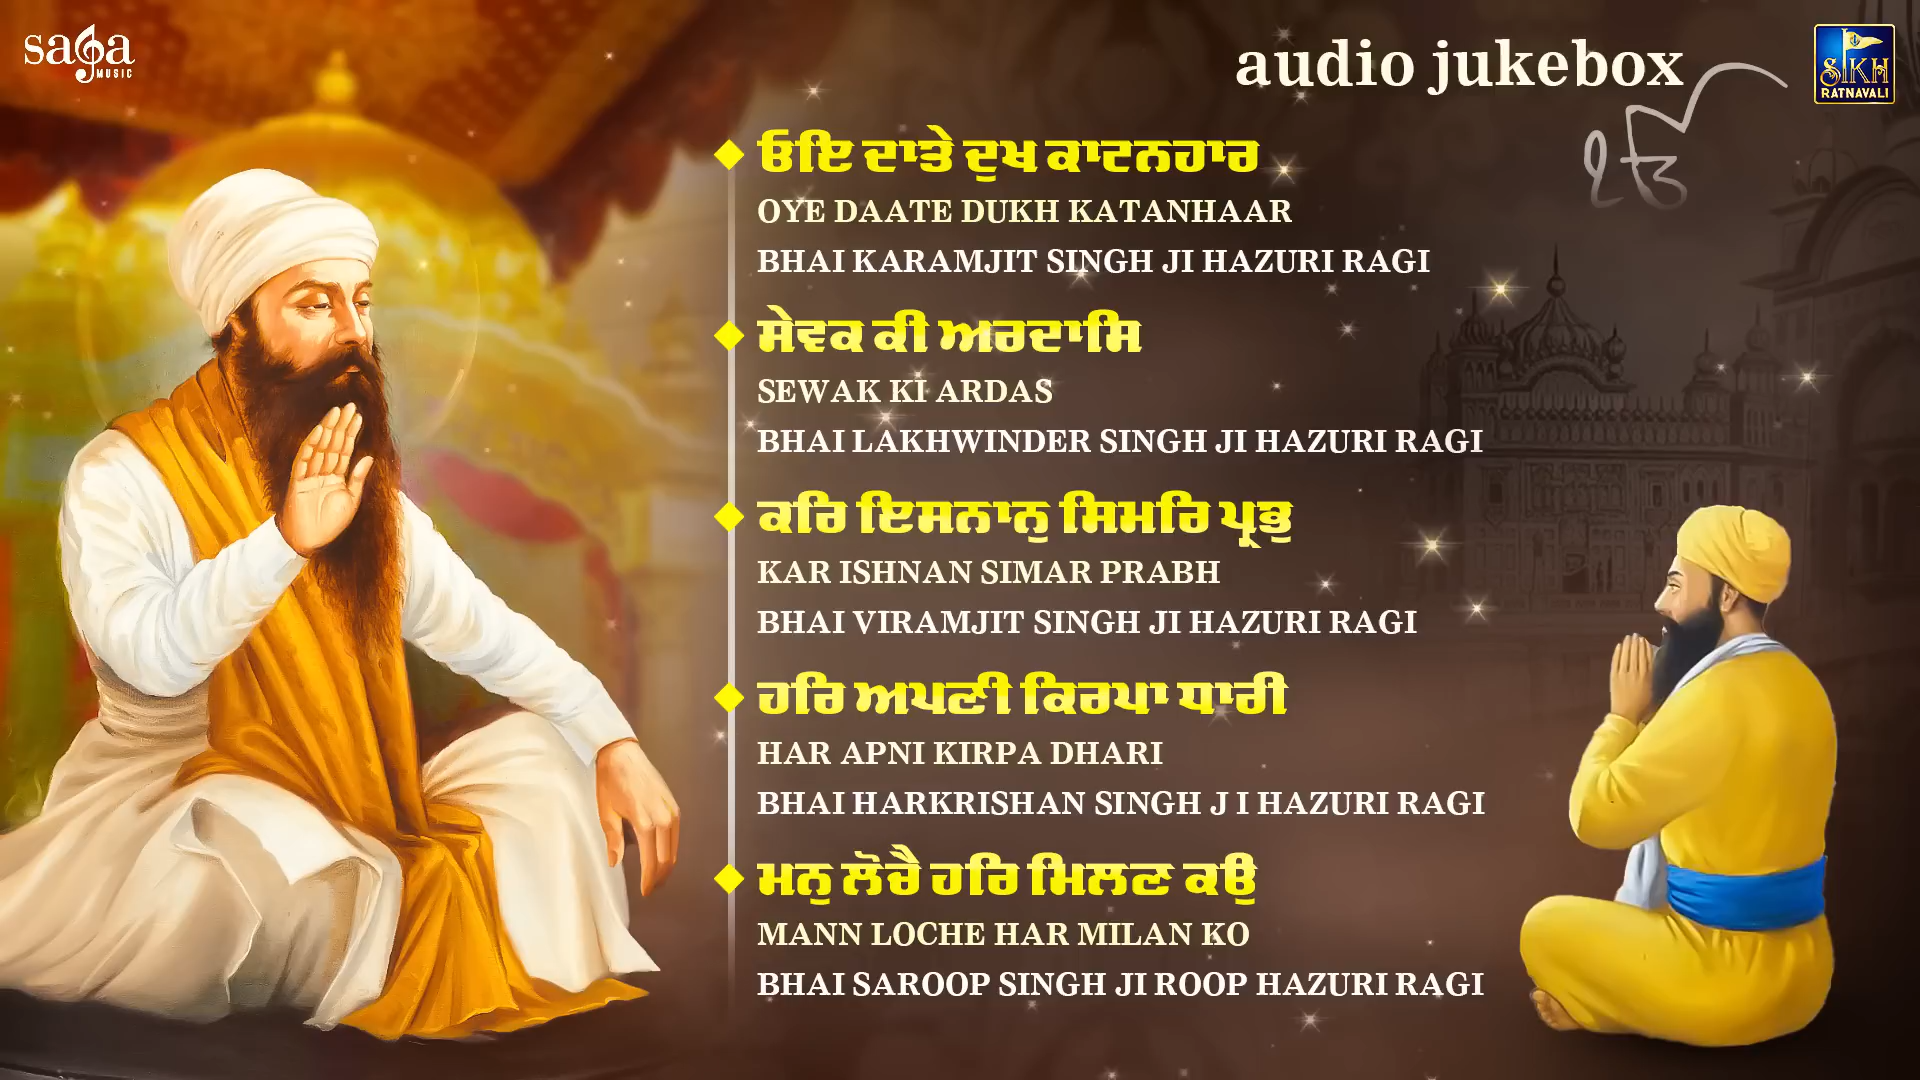 saga
MUSIC
audio jukebox
SIKH
RATNAVALI
ੴ
ਓਇ ਦਾਤੇ ਦੁਖ ਕਾਟਨਹਾਰ
OYE DAATE DUKH KATANHAAR
BHAI KARAMJIT SINGH JI HAZURI RAGI
ਸੇਵਕ ਕੀ ਅਰਦਾਸਿ
SEWAK KI ARDAS
BHAI LAKHWINDER SINGH JI HAZURI RAGI
ਕਰਿ ਇਸਨਾਨੁ ਸਿਮਰਿ ਪ੍ਰਭੁ
KAR ISHNAN SIMAR PRABH
BHAI VIRAMJIT SINGH JI HAZURI RAGI
ਹਰਿ ਅਪਣੀ ਕਿਰਪਾ ਧਾਰੀ
HAR APNI KIRPA DHARI
BHAI HARKRISHAN SINGH J I HAZURI RAGI
ਮਨੁ ਲੋਚੈ ਹਰਿ ਮਿਲਣ ਕਉ
MANN LOCHE HAR MILAN KO
BHAI SAROOP SINGH JI ROOP HAZURI RAGI